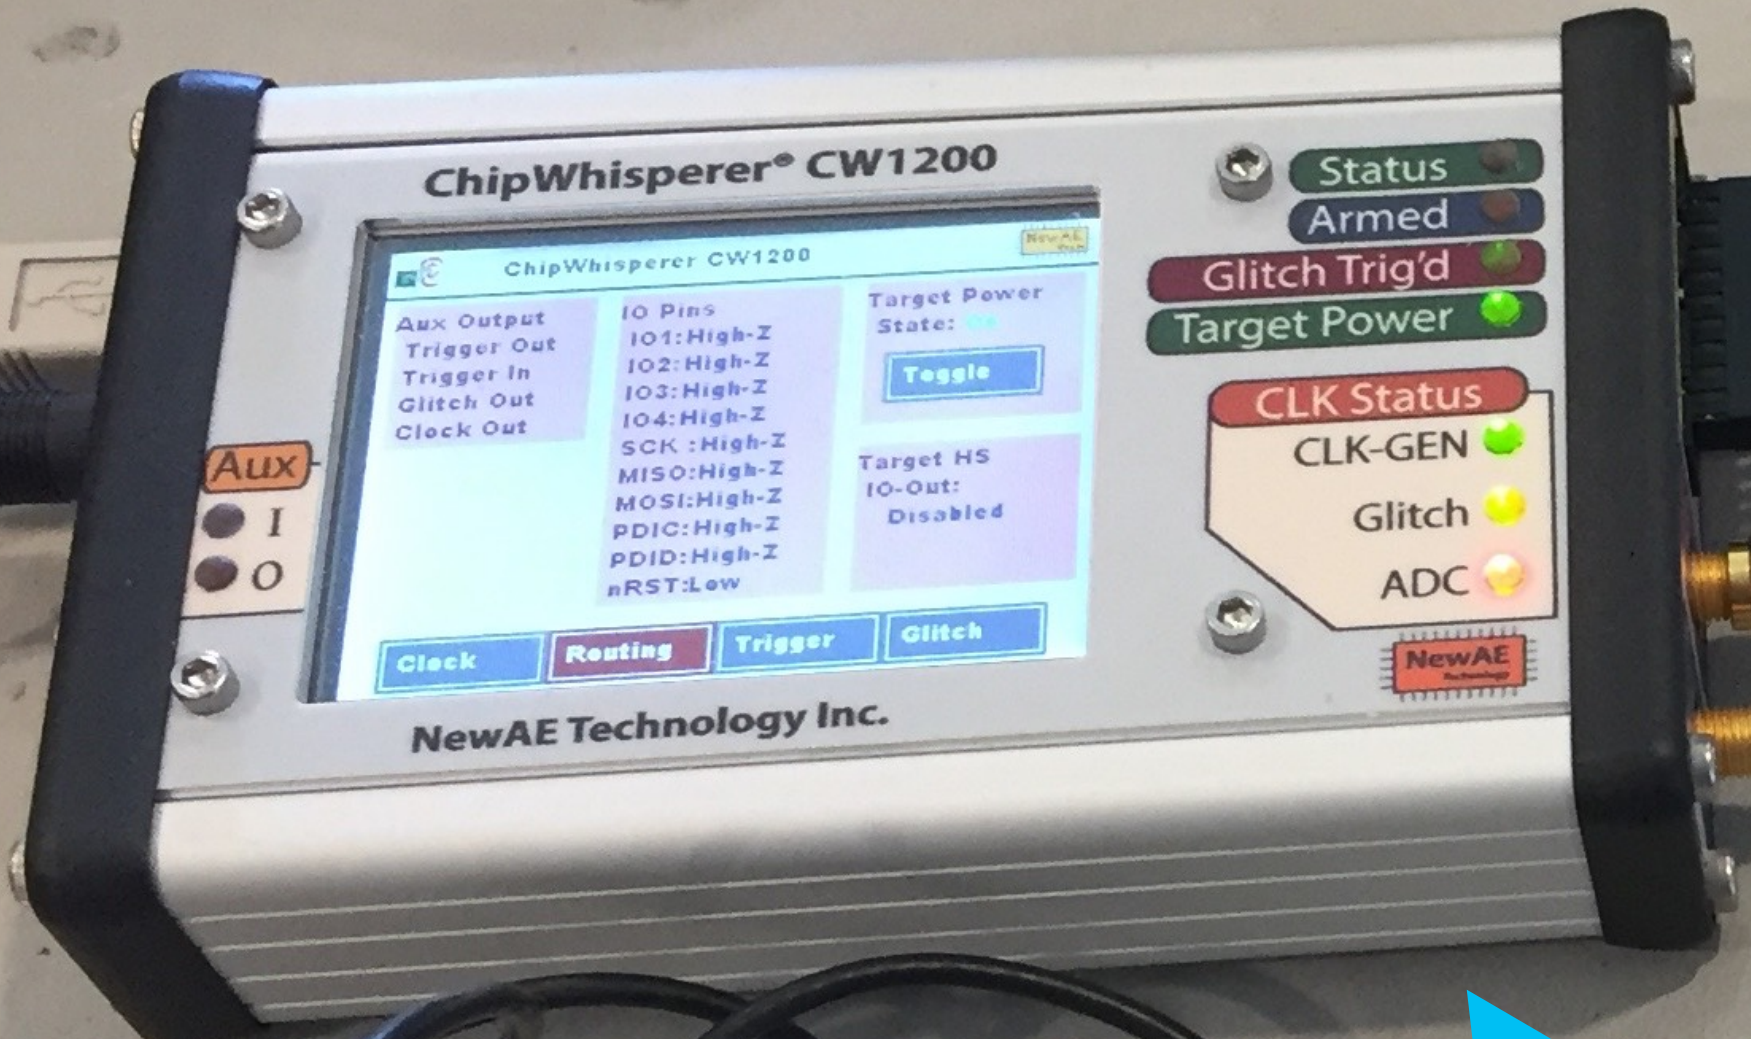 ChipWhisperer® CW1200
ChipWhisperer CW1200
NewAE
Aux Output
Trigger Out
Trigger In
Glitch Out
Clock Out
IO Pins
IO1:High-Z
IO2:High-Z
IO3:High-Z
IO4:High-Z
SCK :High-Z
MISO:High-Z
MOSI:High-Z
PDIC:High-Z
PDID:High-Z
nRST:Low
Target Power
State: On
Toggle
Target HS
IO-Out:
Disabled
Clock
Routing
Trigger
Glitch
NewAE Technology Inc.
Aux
I
O
Status
Armed
Glitch Trig'd
Target Power
CLK Status
CLK-GEN
Glitch
ADC
NewAE
Technology